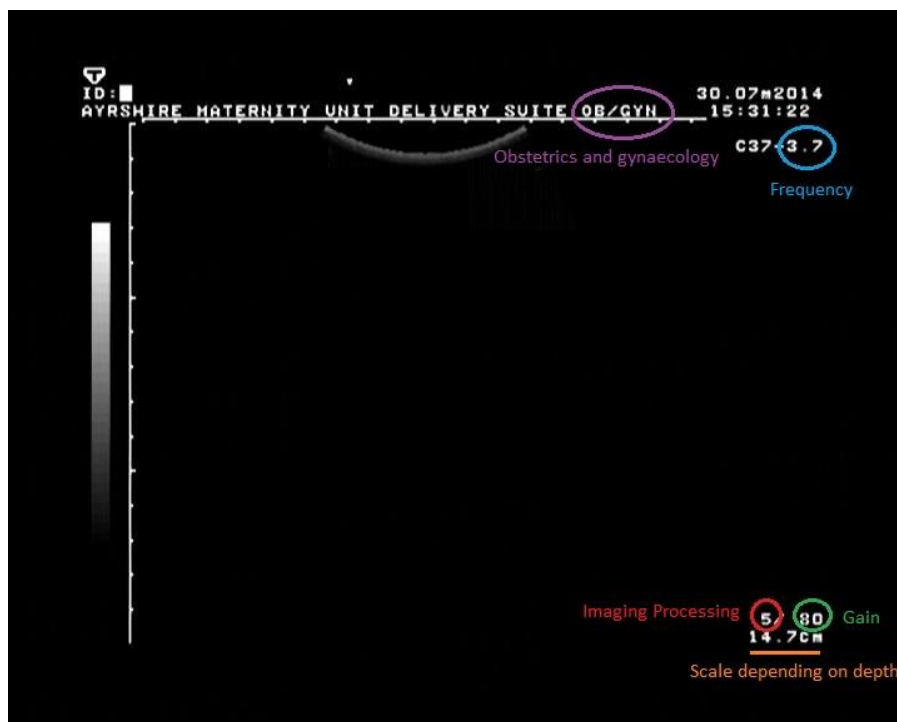 ID:
30.07m2014
AYRSHIRE MATERNITY UNIT DELIVERY SUITE OB/GYN
15:31:22
Obstetrics and gynaecology
C37-3.7
Frequency
Imaging Processing
5/ 80
Gain
14.7cm
Scale depending on depth